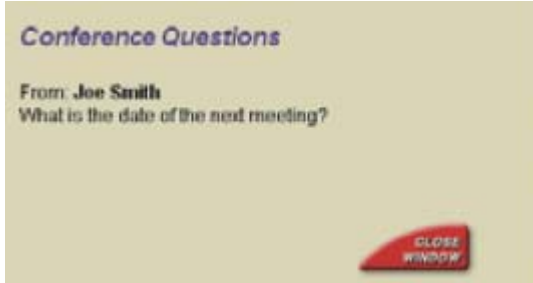 Conference Questions
From: Joe Smith
What is the date of the next meeting?
CLOSE
WINDOW